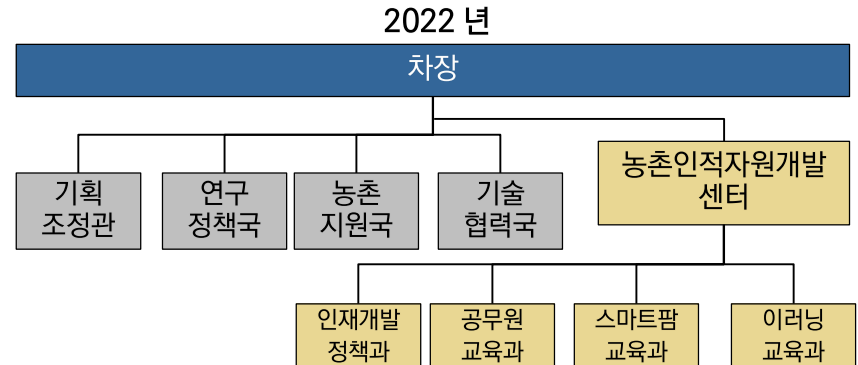 2022 년
차장
농촌인적자원개발
센터
기획
조정관
연구
정책국
농촌
지원국
기술
협력국
인재개발
정책과
공무원
교육과
스마트팜
교육과
이러닝
교육과